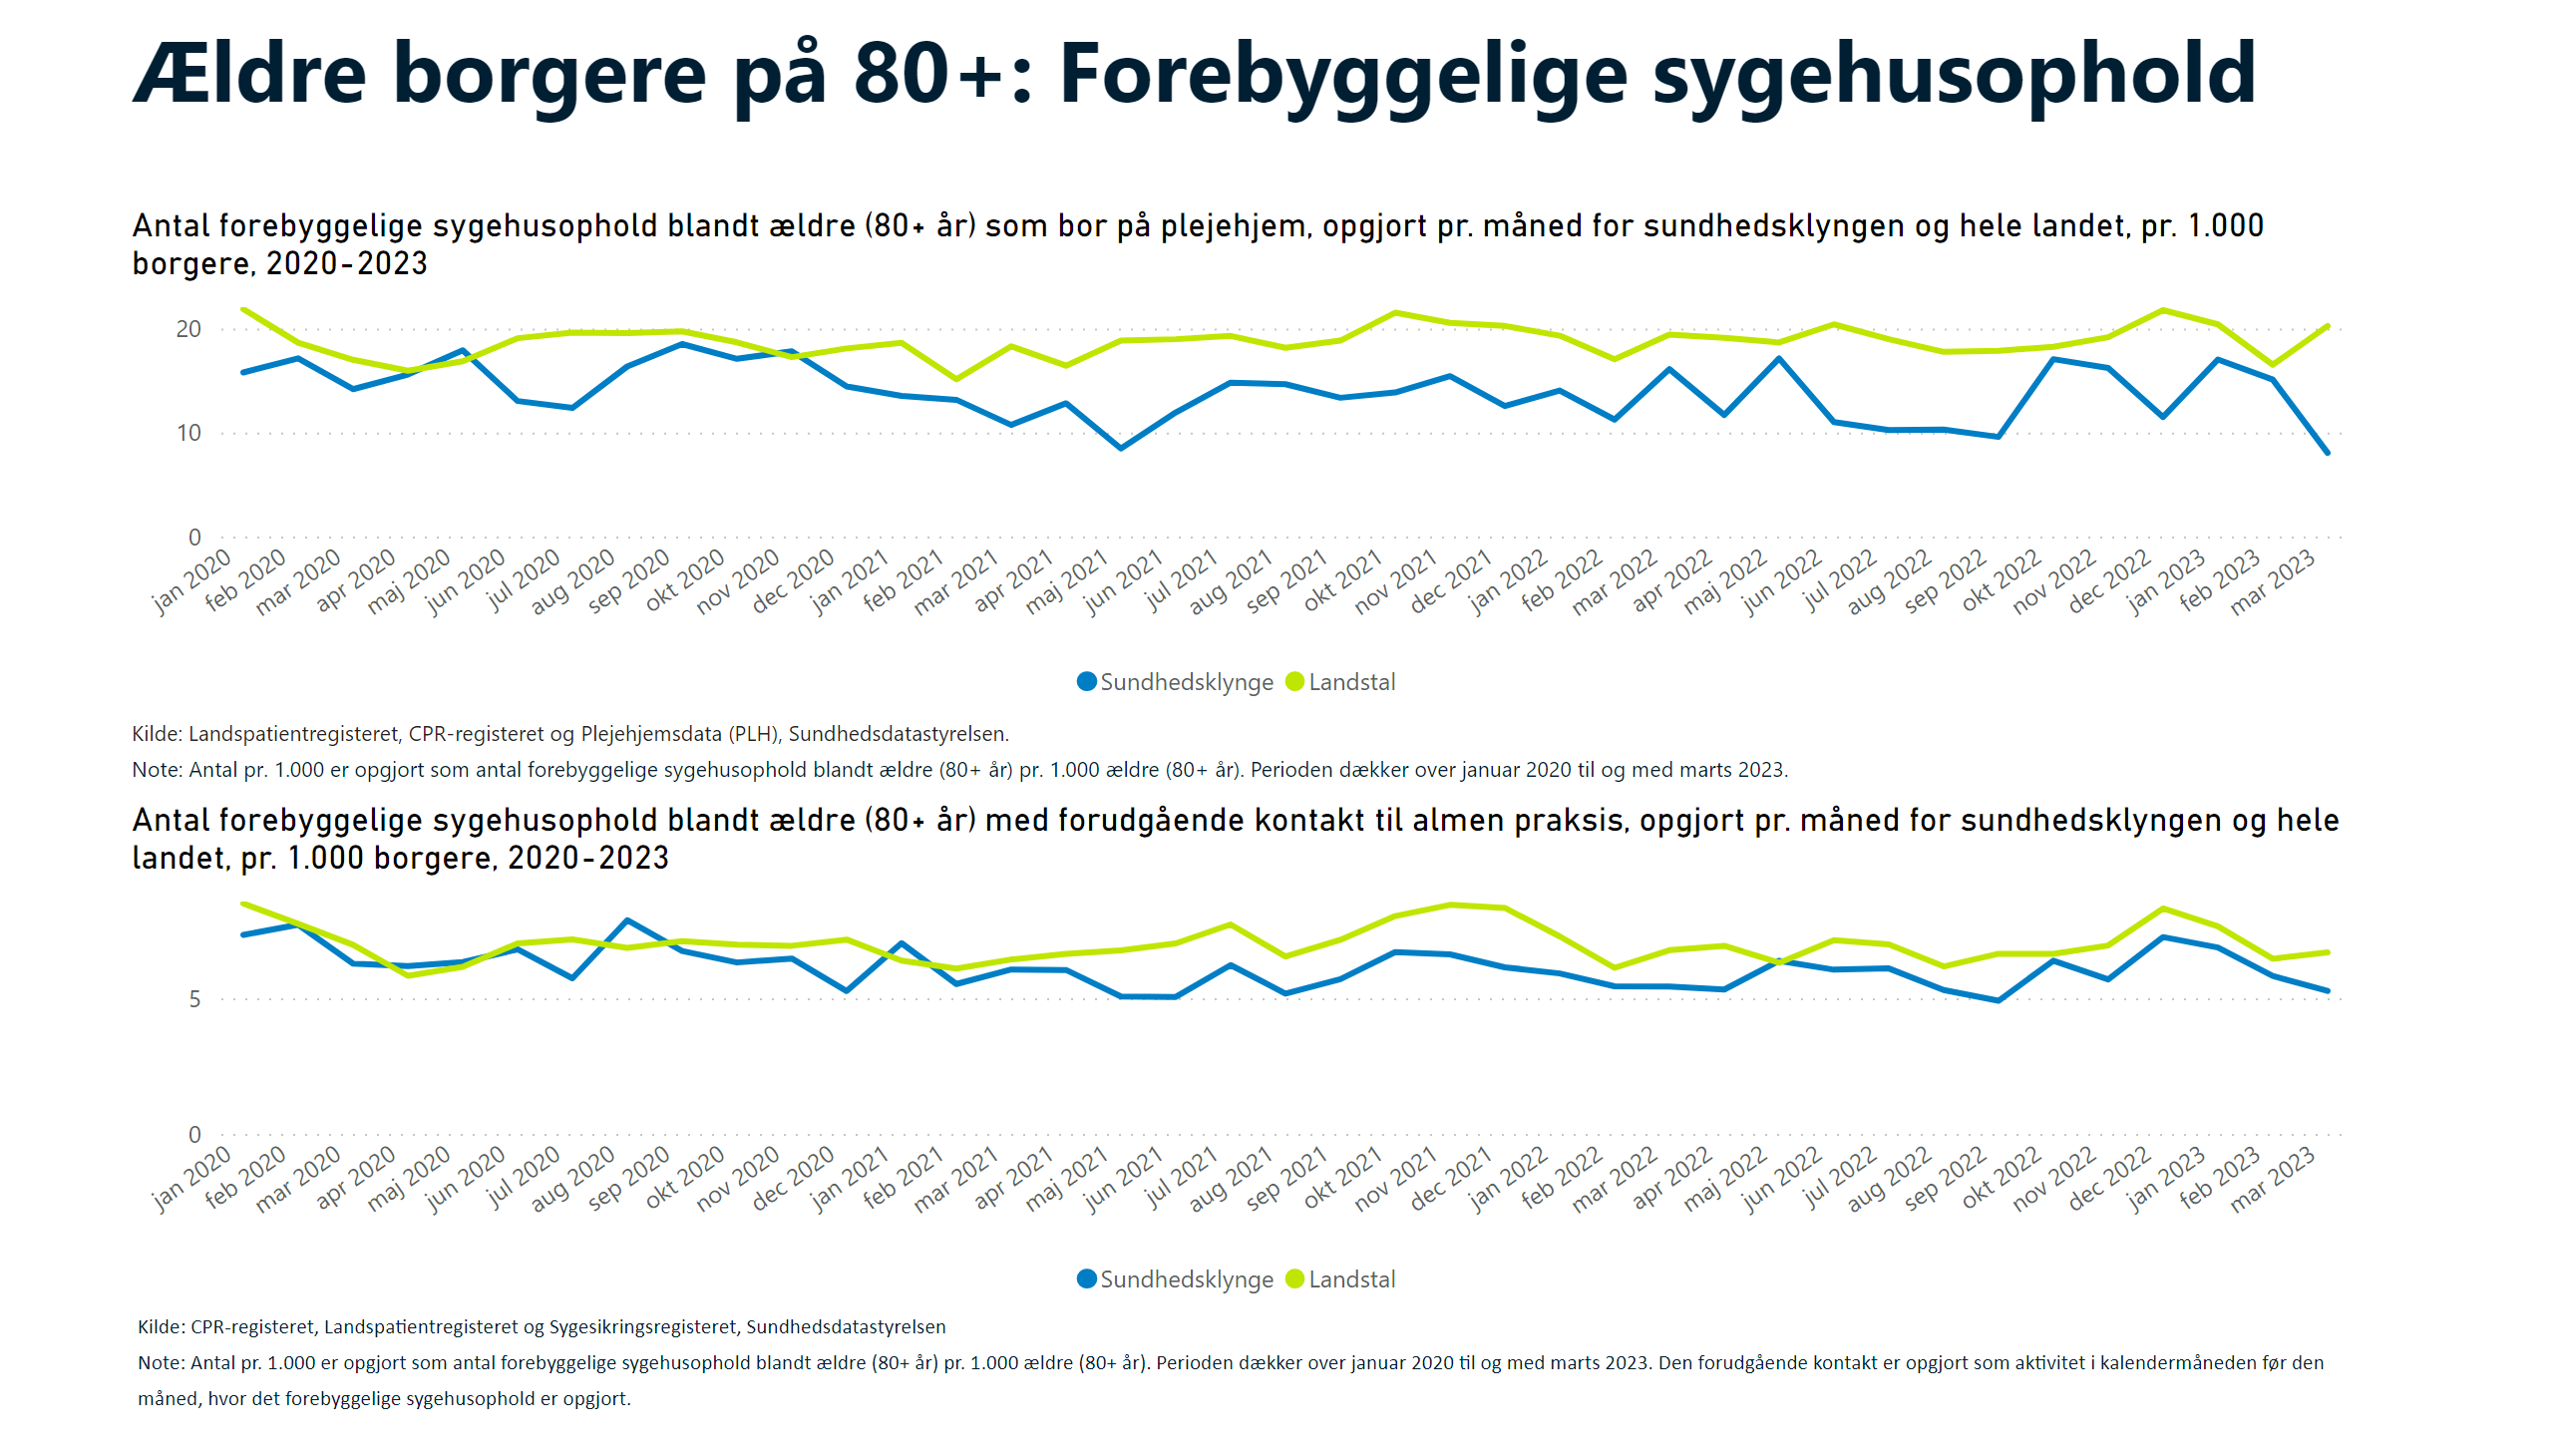 Ældre borgere på 80+: Forebyggelige sygehusophold
Antal forebyggelige sygehusophold blandt ældre (80+ år) som bor på plejehjem, opgjort pr. måned for sundhedsklyngen og hele landet, pr. 1.000
borgere, 2020-2023
20
10
0
jan 2020
feb 2020
mar 2020
apr 2020
maj 2020
jun 2020
jul 2020
aug 2020
sep 2020
okt 2020
nov 2020
dec 2020
jan 2021
feb 2021
mar 2021
apr 2021
maj 2021
jun 2021
jul 2021
aug 2021
sep 2021
okt 2021
nov 2021
dec 2021
jan 2022
feb 2022
mar 2022
apr 2022
maj 2022
jun 2022
jul 2022
aug 2022
sep 2022
okt 2022
nov 2022
dec 2022
jan 2023
feb 2023
mar 2023
Sundhedsklynge Landstal
Kilde: Landspatientregisteret, CPR-registeret og Plejehjemsdata (PLH), Sundhedsdatastyrelsen.
Note: Antal pr. 1.000 er opgjort som antal forebyggelige sygehusophold blandt ældre (80+ år) pr. 1.000 ældre (80+ år). Perioden dækker over januar 2020 til og med marts 2023.
Antal forebyggelige sygehusophold blandt ældre (80+ år) med forudgående kontakt til almen praksis, opgjort pr. måned for sundhedsklyngen og hele
landet, pr. 1.000 borgere, 2020-2023
5
0
jan 2020
feb 2020
mar 2020
apr 2020
maj 2020
jun 2020
jul 2020
aug 2020
sep 2020
okt 2020
nov 2020
dec 2020
jan 2021
feb 2021
mar 2021
apr 2021
maj 2021
jun 2021
jul 2021
aug 2021
sep 2021
okt 2021
nov 2021
dec 2021
jan 2022
feb 2022
mar 2022
apr 2022
maj 2022
jun 2022
jul 2022
aug 2022
sep 2022
okt 2022
nov 2022
dec 2022
jan 2023
feb 2023
mar 2023
Sundhedsklynge Landstal
Kilde: CPR-registeret, Landspatientregisteret og Sygesikringsregisteret, Sundhedsdatastyrelsen
Note: Antal pr. 1.000 er opgjort som antal forebyggelige sygehusophold blandt ældre (80+ år) pr. 1.000 ældre (80+ år). Perioden dækker over januar 2020 til og med marts 2023. Den forudgående kontakt er opgjort som aktivitet i kalendermåneden før den
måned, hvor det forebyggelige sygehusophold er opgjort.